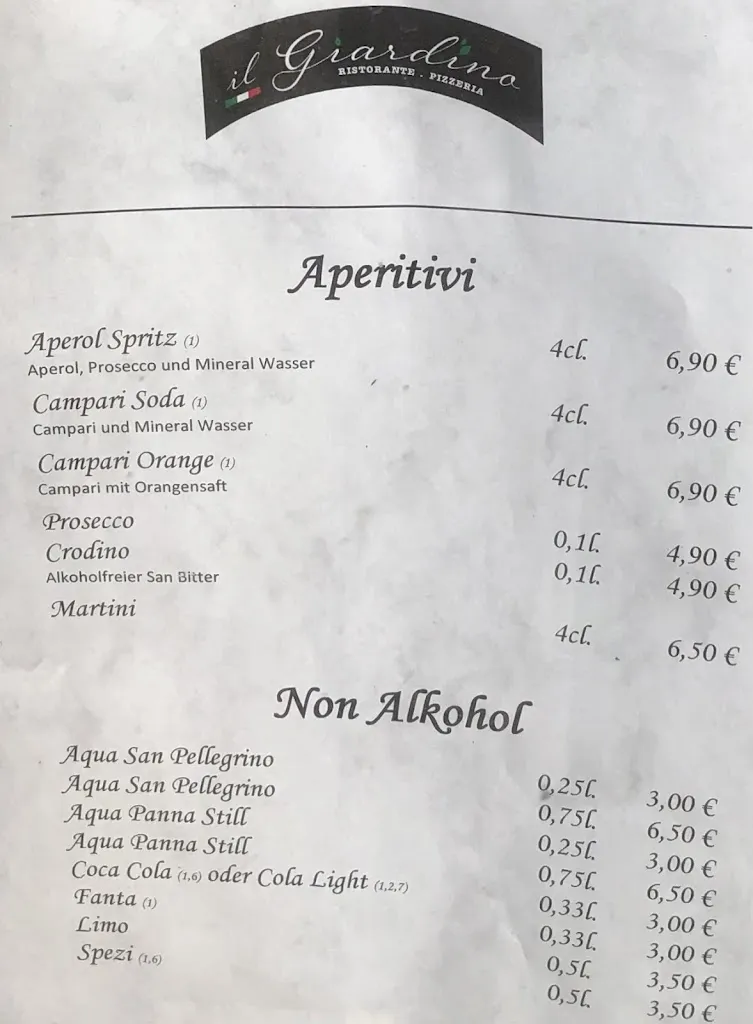 il Giardino
RISTORANTE . PIZZERIA
Aperitivi
Aperol Spritz (1) 4cl. 6,90 €
Aperol, Prosecco und Mineral Wasser
Campari Soda (1) 4cl. 6,90 €
Campari und Mineral Wasser
Campari Orange (1) 4cl. 6,90 €
Campari mit Orangensaft
Prosecco 0,1l. 4,90 €
Crodino 0,1l. 4,90 €
Alkoholfreier San Bitter
Martini 4cl. 6,50 €
Non Alkohol
Aqua San Pellegrino 0,25l. 3,00 €
Aqua San Pellegrino 0,75l. 6,50 €
Aqua Panna Still 0,25l. 3,00 €
Aqua Panna Still 0,75l. 6,50 €
Coca Cola (1,6) oder Cola Light (1,2,7) 0,33l. 3,00 €
Fanta (1) 0,33l. 3,00 €
Limo 0,5l. 3,50 €
Spezi (1,6) 0,5l. 3,50 €